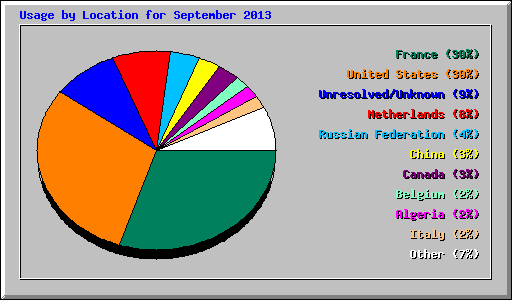 Usage by Location for September 2013
France (30%)
United States (30%)
Unresolved/Unknown (9%)
Netherlands (8%)
Russian Federation (4%)
China (3%)
Canada (3%)
Belgium (2%)
Algeria (2%)
Italy (2%)
Other (7%)